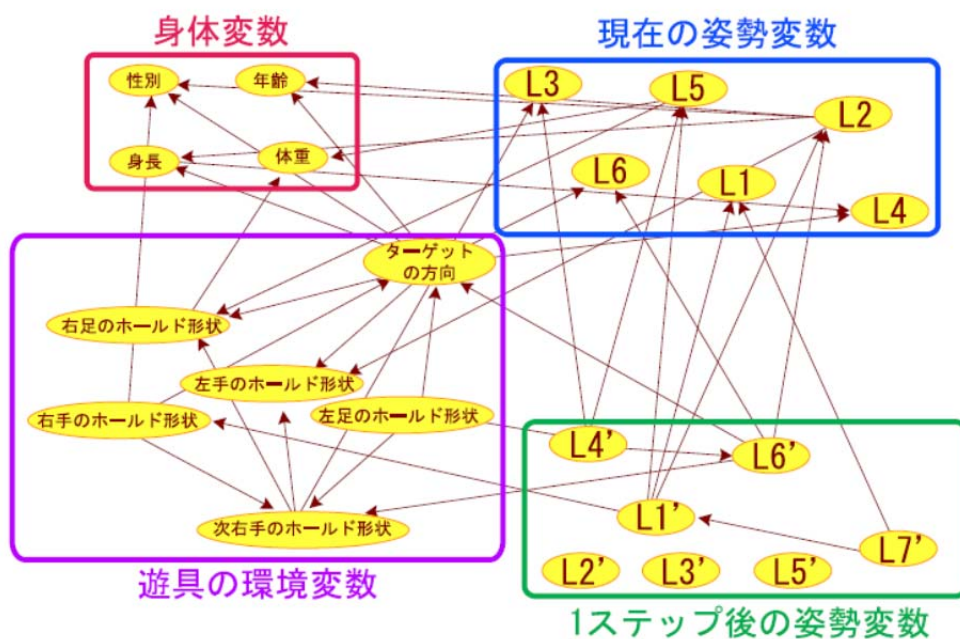 身体変数
現在の姿勢変数
性別
年齢
身長
体重
L3
L5
L2
L6
L1
L4
ターゲット
の方向
右足のホールド形状
左手のホールド形状
右手のホールド形状
左足のホールド形状
次右手のホールド形状
遊具の環境変数
L4’
L6’
L1’
L7’
L2’
L3’
L5’
1ステップ後の姿勢変数